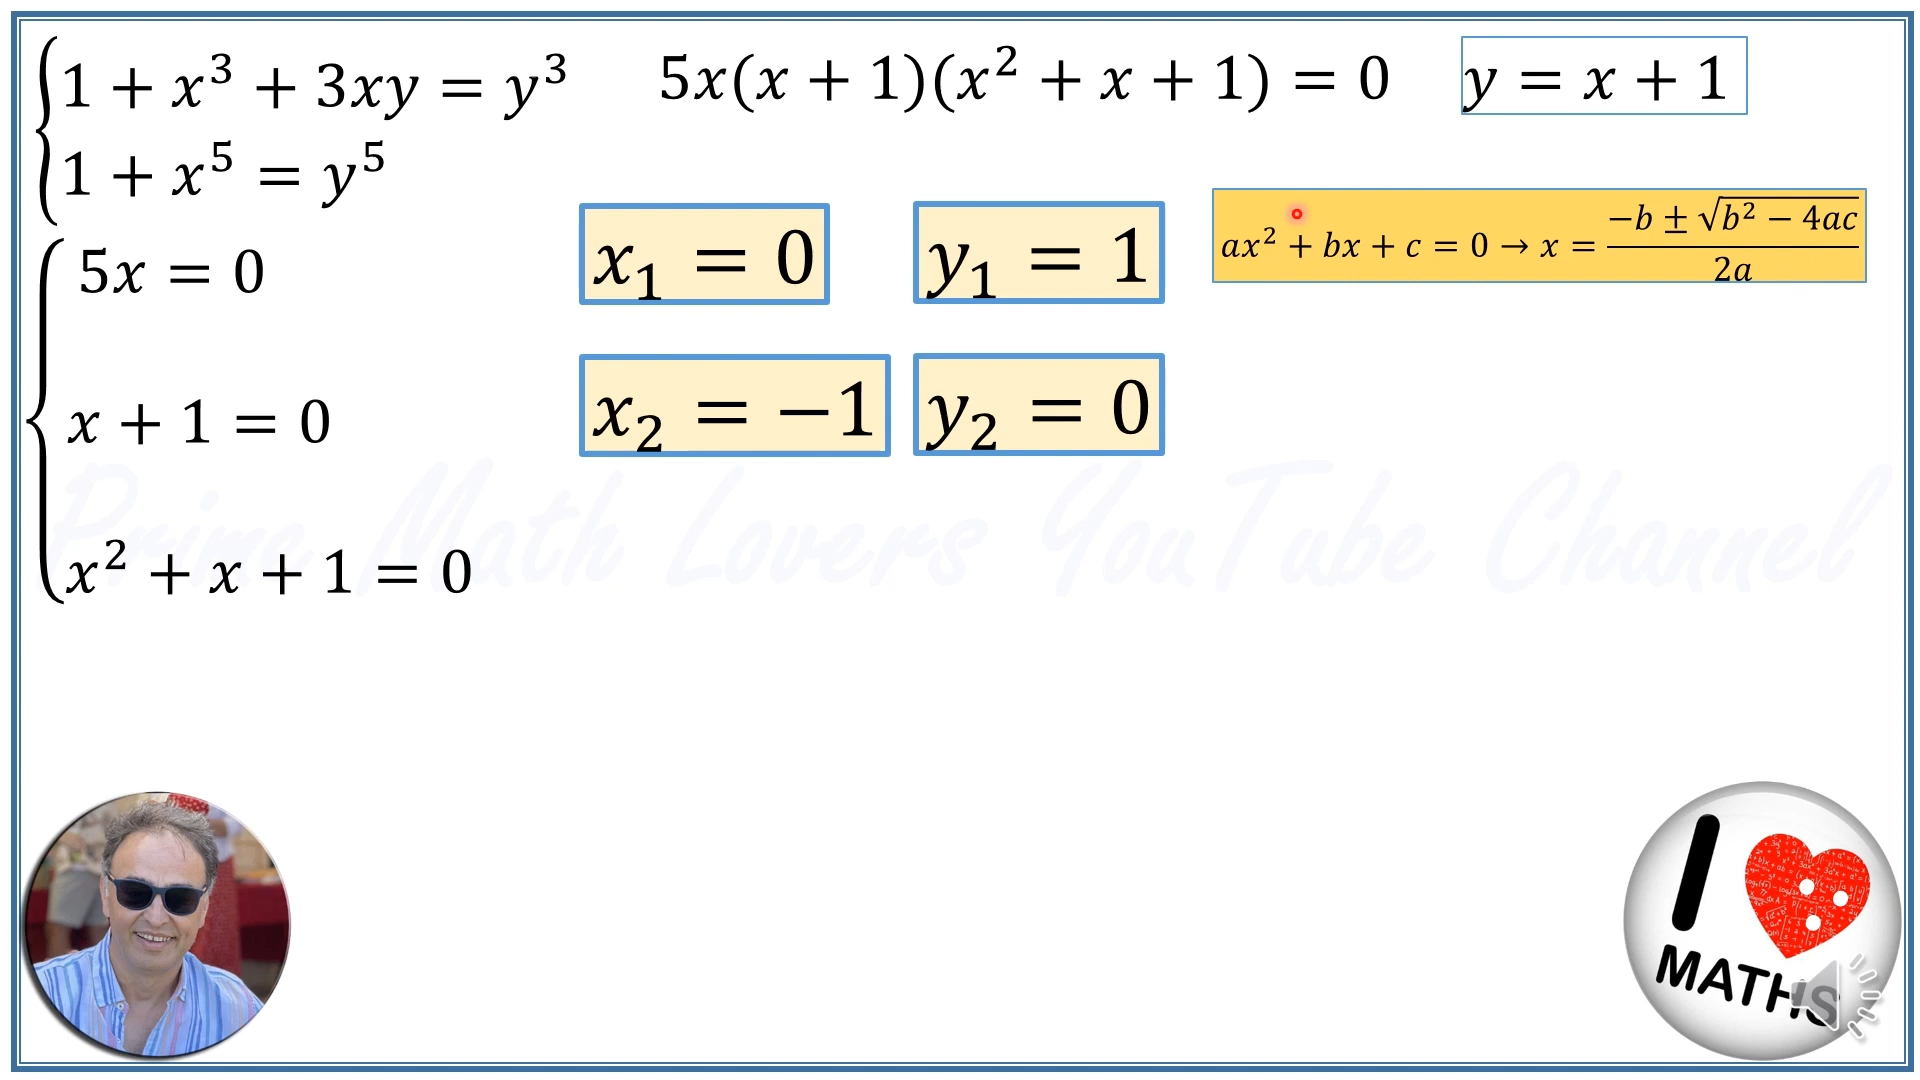 1 + x³ + 3xy = y³
1 + x⁵ = y⁵
5x(x + 1)(x² + x + 1) = 0
y = x + 1
5x = 0
x₁ = 0
y₁ = 1
ax² + bx + c = 0 → x = (−b ± √(b² − 4ac)) / 2a
x + 1 = 0
x₂ = −1
y₂ = 0
x² + x + 1 = 0
Prime Math Lovers YouTube Channel
I
MATHS